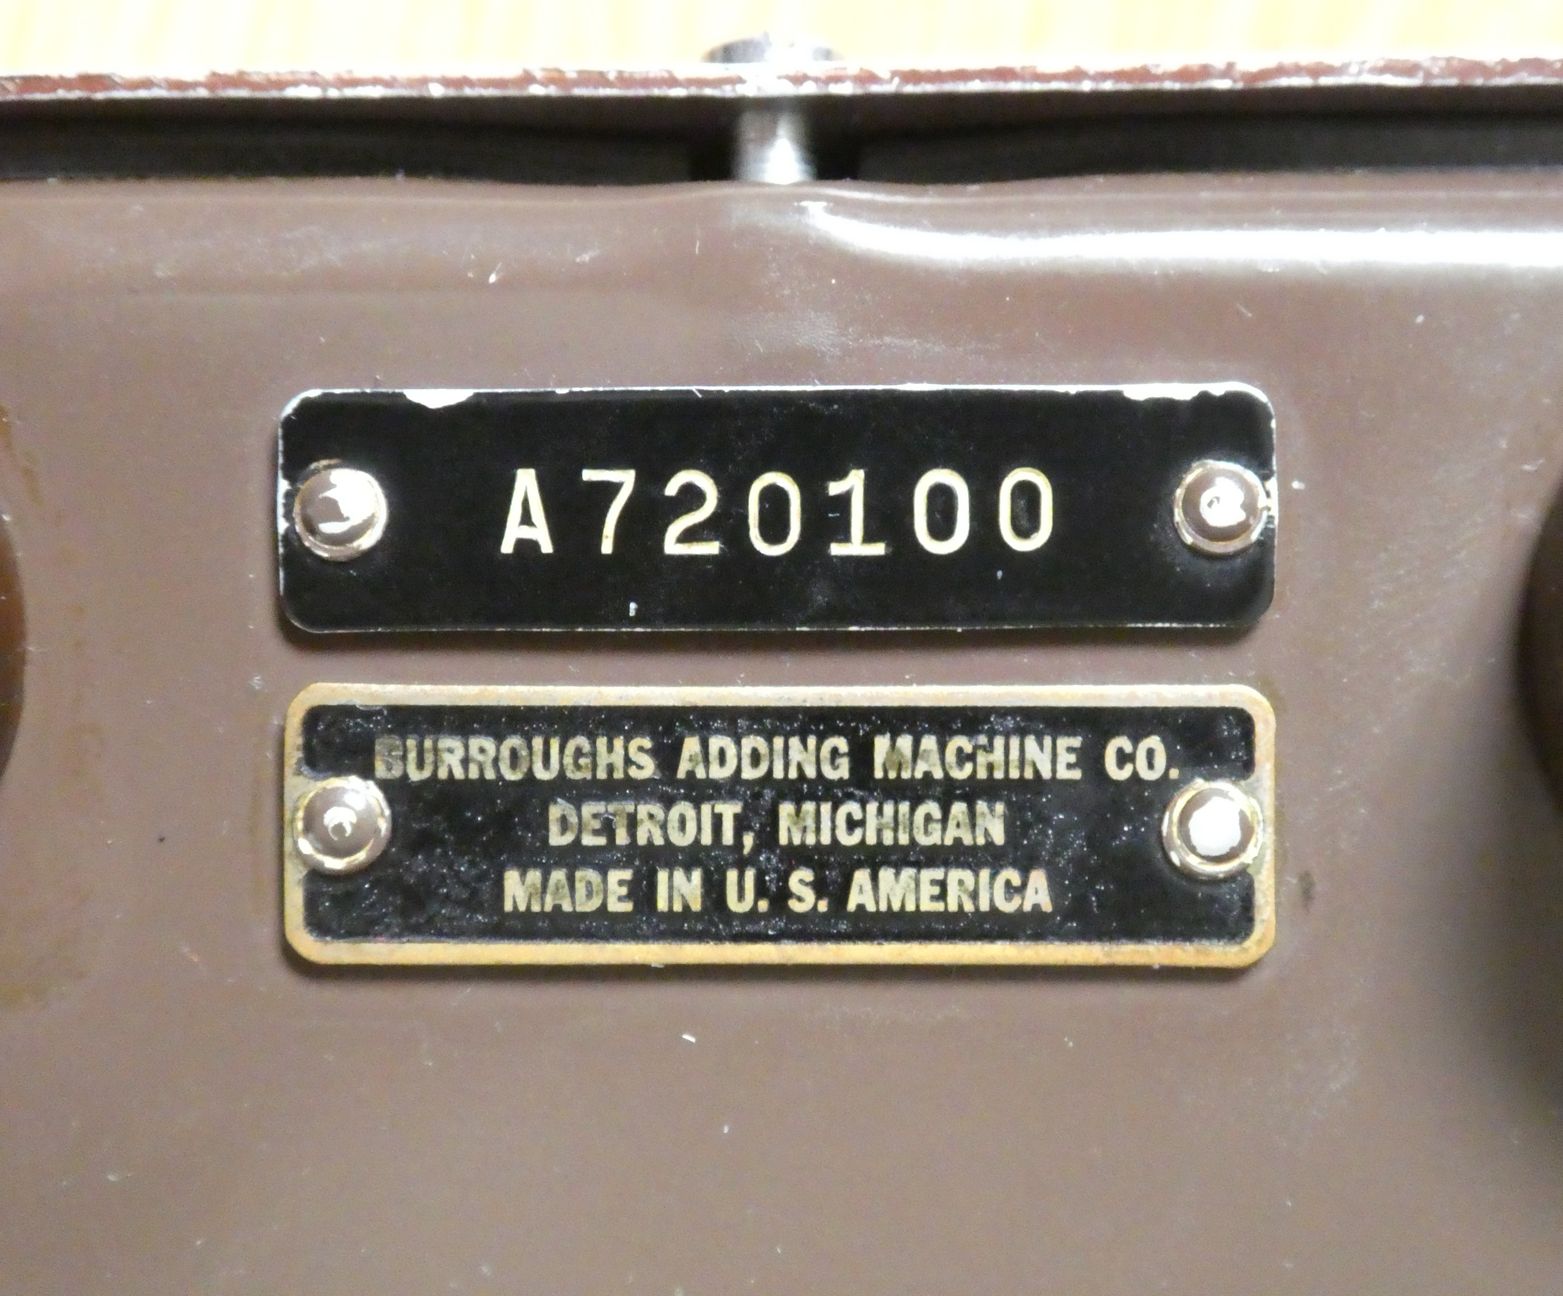 A720100
BURROUGHS ADDING MACHINE CO.
DETROIT, MICHIGAN
MADE IN U. S. AMERICA